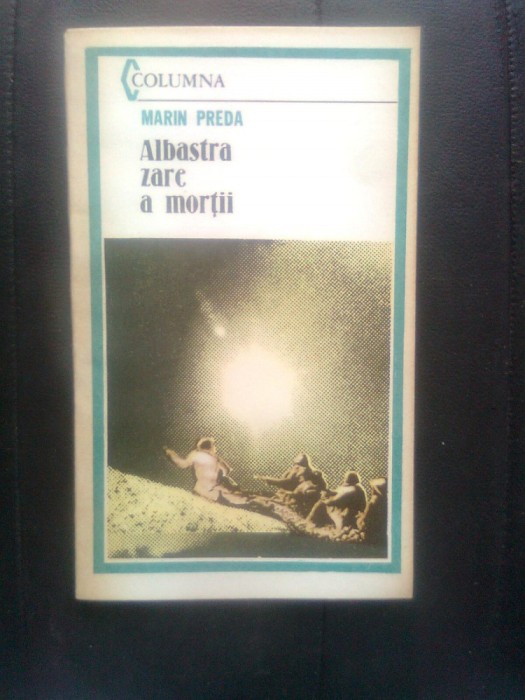 COLUMNA
MARIN PREDA
Albastra
zare
a morții